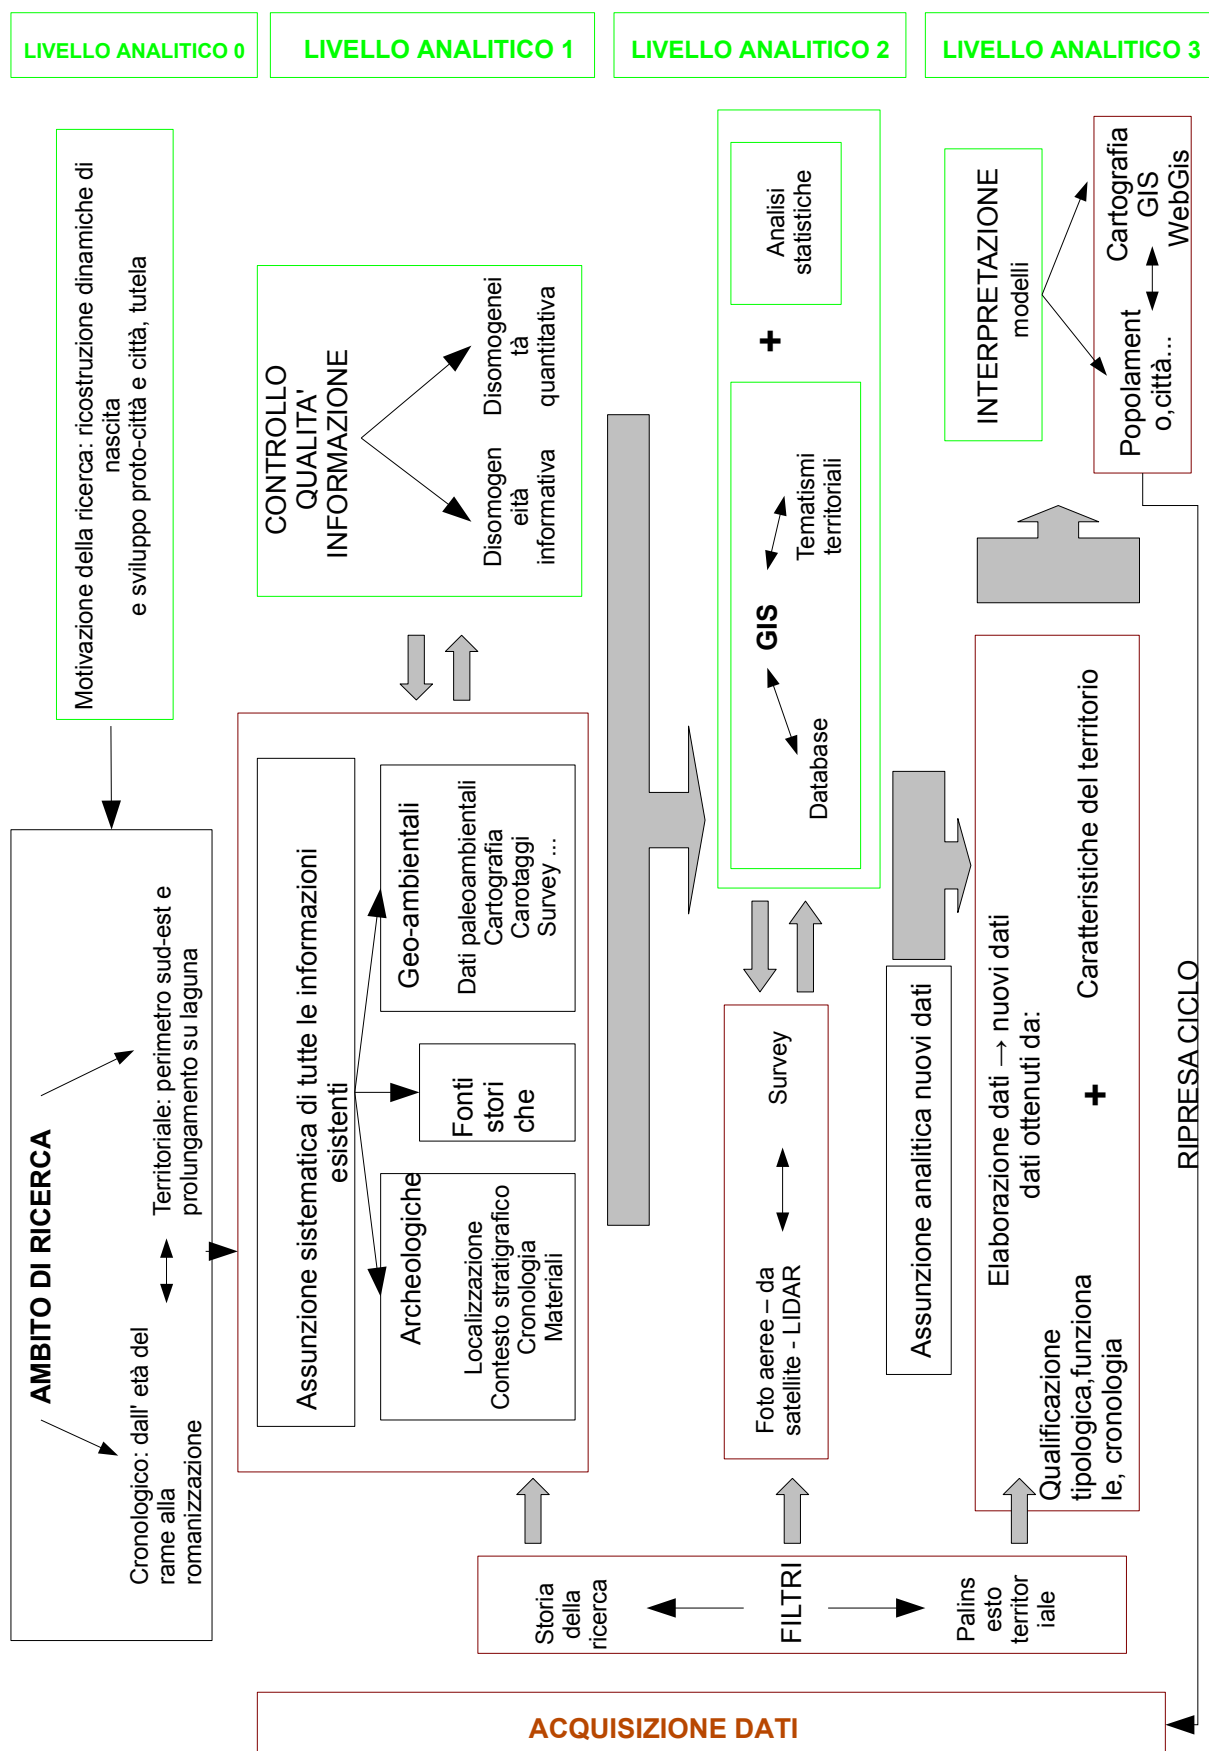 LIVELLO ANALITICO 0
LIVELLO ANALITICO 1
LIVELLO ANALITICO 2
LIVELLO ANALITICO 3
Motivazione della ricerca: ricostruzione dinamiche di
nascita
e sviluppo proto-città e città, tutela
AMBITO DI RICERCA
Cronologico: dall' età del
rame alla
romanizzazione
Territoriale: perimetro sud-est e
prolungamento su laguna
CONTROLLO
QUALITA'
INFORMAZIONE
Disomogen
eità
informativa
Disomogenei
tà
quantitativa
Assunzione sistematica di tutte le informazioni
esistenti
Archeologiche
Localizzazione
Contesto stratigrafico
Cronologia
Materiali
Fonti
stori
che
Geo-ambientali
Dati paleoambientali
Cartografia
Carotaggi
Survey ...
Database
GIS
Tematismi
territoriali
+
Analisi
statistiche
Foto aeree – da
satellite - LIDAR
Survey
Assunzione analitica nuovi dati
Elaborazione dati → nuovi dati
dati ottenuti da:
Qualificazione
tipologica,funziona
le, cronologia
+
Caratteristiche del territorio
INTERPRETAZIONE
modelli
Popolament
o,città...
Cartografia
GIS
WebGis
RIPRESA CICLO
Storia
della
ricerca
FILTRI
Palins
esto
territor
iale
ACQUISIZIONE DATI